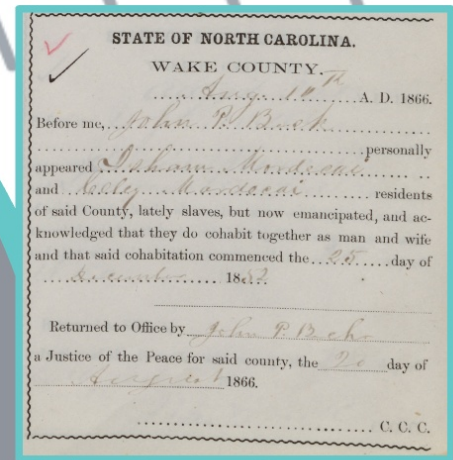 STATE OF NORTH CAROLINA.
WAKE COUNTY.
Aug. 10th A. D. 1866.
Before me, John P. Beck
personally
appeared Isham Mordecai
and Mordecai residents
of said County, lately slaves, but now emancipated, and ac-
knowledged that they do cohabit together as man and wife
and that said cohabitation commenced the 25 day of
December 1852
Returned to Office by John P. Beck
a Justice of the Peace for said county, the day of
August 1866.
C. C. C.